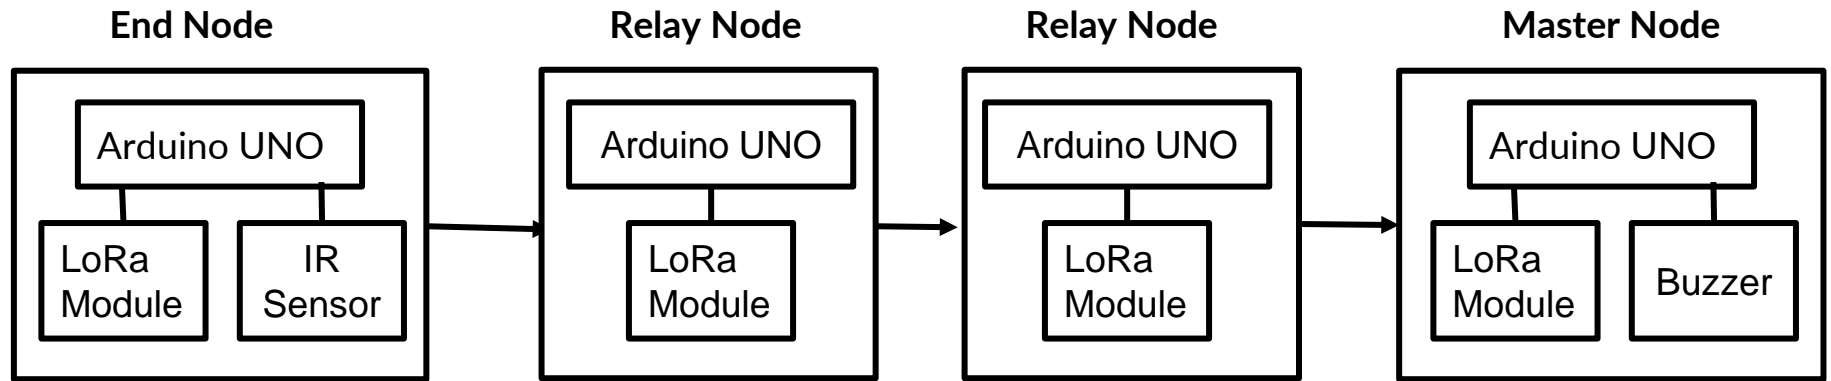 End Node
Relay Node
Relay Node
Master Node
Arduino UNO
LoRa
Module
IR
Sensor
Arduino UNO
LoRa
Module
Arduino UNO
LoRa
Module
Arduino UNO
LoRa
Module
Buzzer